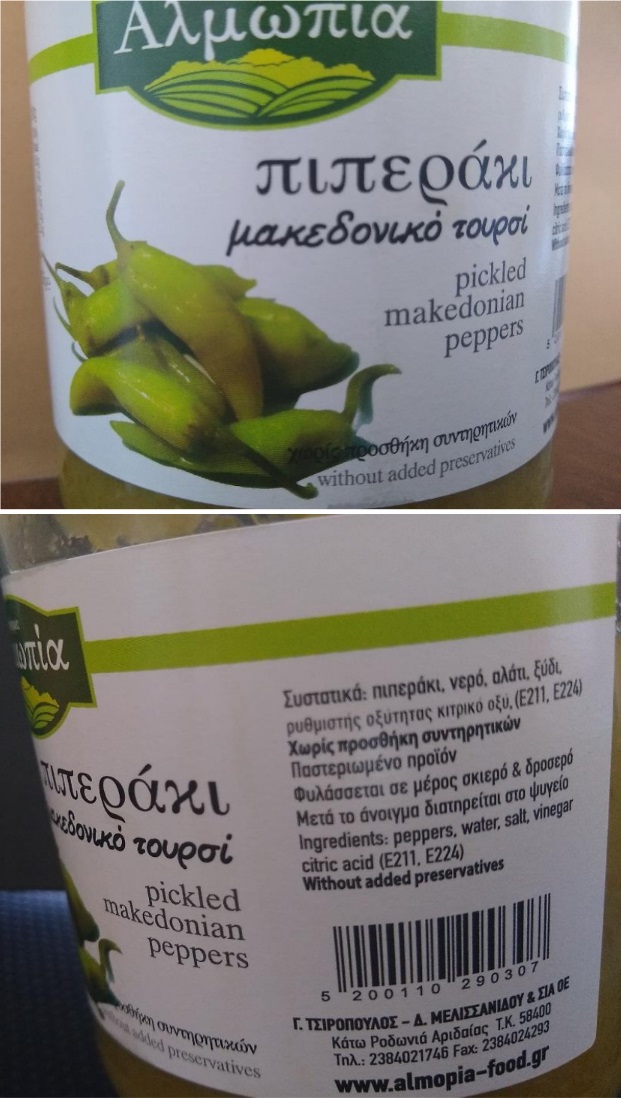 Αλμωπία
πιπεράκι
μακεδονικό τουρσί
pickled
makedonian
peppers
χωρίς προσθήκη συντηρητικών
without added preservatives
πιπεράκι
τουρσί
pickled
makedonian
peppers
συντηρητικών
added preservatives
Συστατικά: πιπεράκι, νερό, αλάτι, ξύδι,
ρυθμιστής οξύτητας κιτρικό οξύ, (Ε211, Ε224)
Χωρίς προσθήκη συντηρητικών
Παστεριωμένο προϊόν
Φυλάσσεται σε μέρος σκιερό & δροσερό
Μετά το άνοιγμα διατηρείται στο ψυγείο
Ingredients: peppers, water, salt, vinegar
citric acid (E211, E224)
Without added preservatives
5 200110 290307
Γ. ΤΣΙΡΟΠΟΥΛΟΣ – Δ. ΜΕΛΙΣΣΑΝΙΔΟΥ & ΣΙΑ ΟΕ
Κάτω Ροδωνιά Αριδαίας Τ.Κ. 58400
Τηλ.: 2384021746 Fax: 2384024293
www.almopia-food.gr